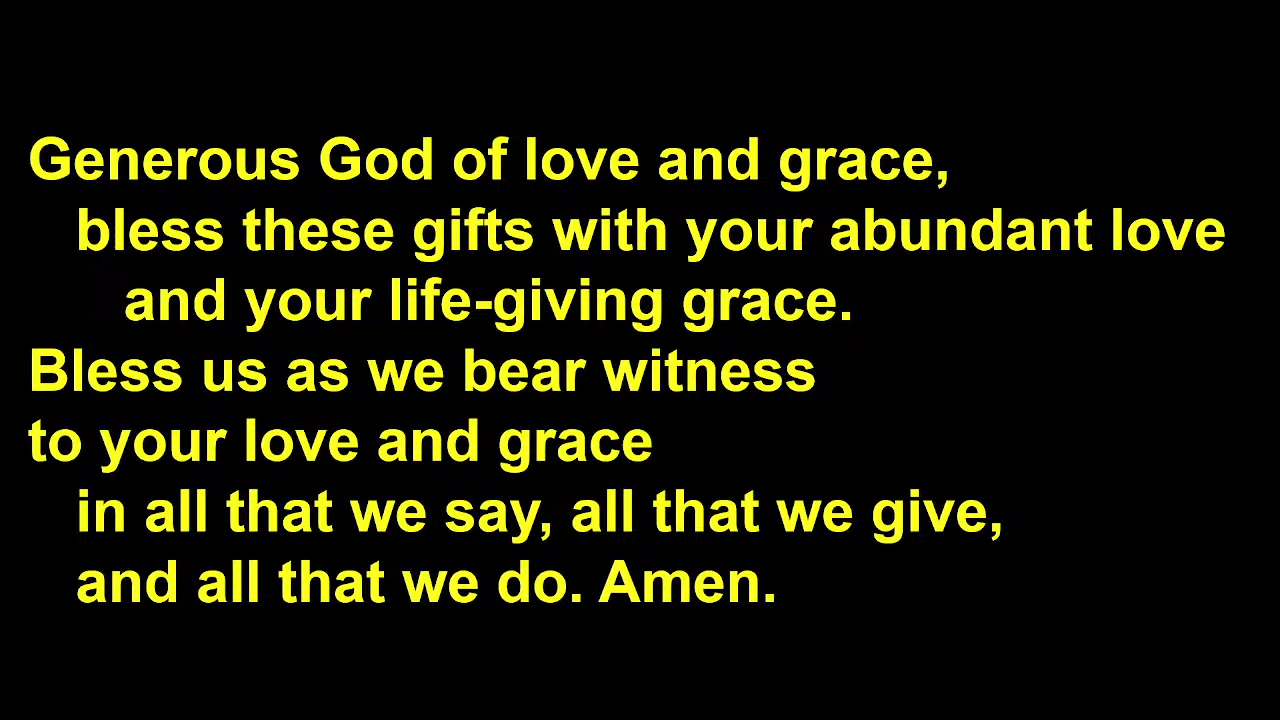 Generous God of love and grace,
bless these gifts with your abundant love
and your life-giving grace.
Bless us as we bear witness
to your love and grace
in all that we say, all that we give,
and all that we do. Amen.